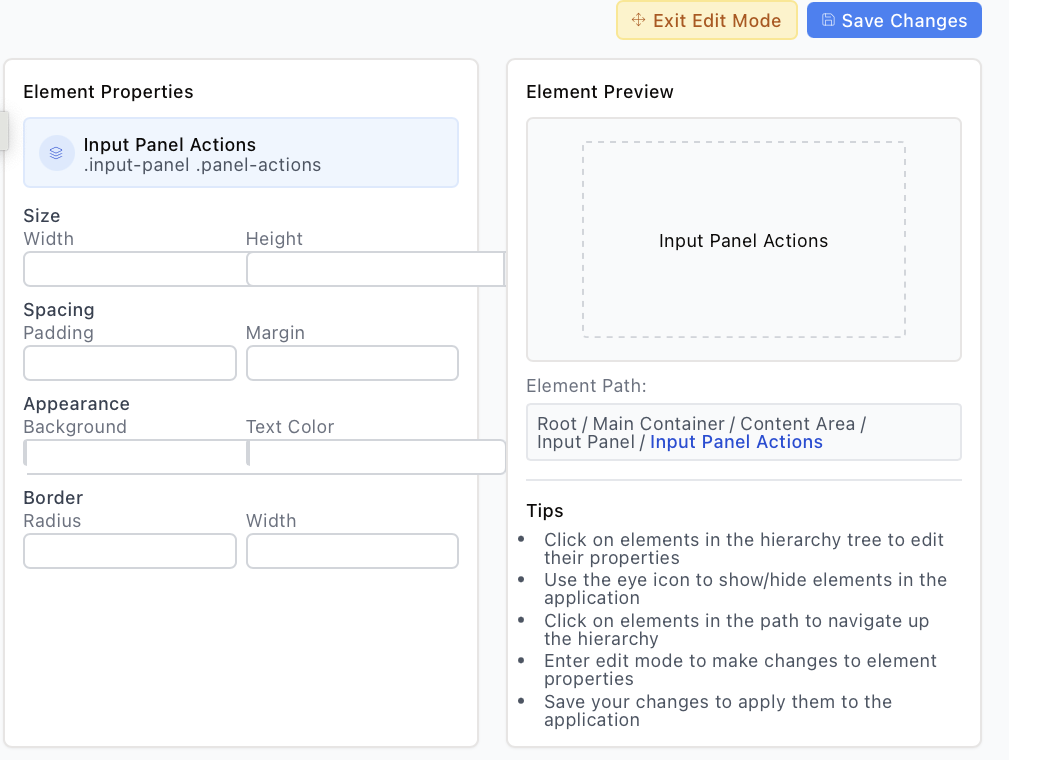 Exit Edit Mode
Save Changes
Element Properties
Input Panel Actions
.input-panel .panel-actions
Size
Width
Height
Spacing
Padding
Margin
Appearance
Background
Text Color
Border
Radius
Width
Element Preview
Input Panel Actions
Element Path:
Root / Main Container / Content Area /
Input Panel / Input Panel Actions
Tips
• Click on elements in the hierarchy tree to edit
their properties
• Use the eye icon to show/hide elements in the
application
• Click on elements in the path to navigate up
the hierarchy
• Enter edit mode to make changes to element
properties
• Save your changes to apply them to the
application